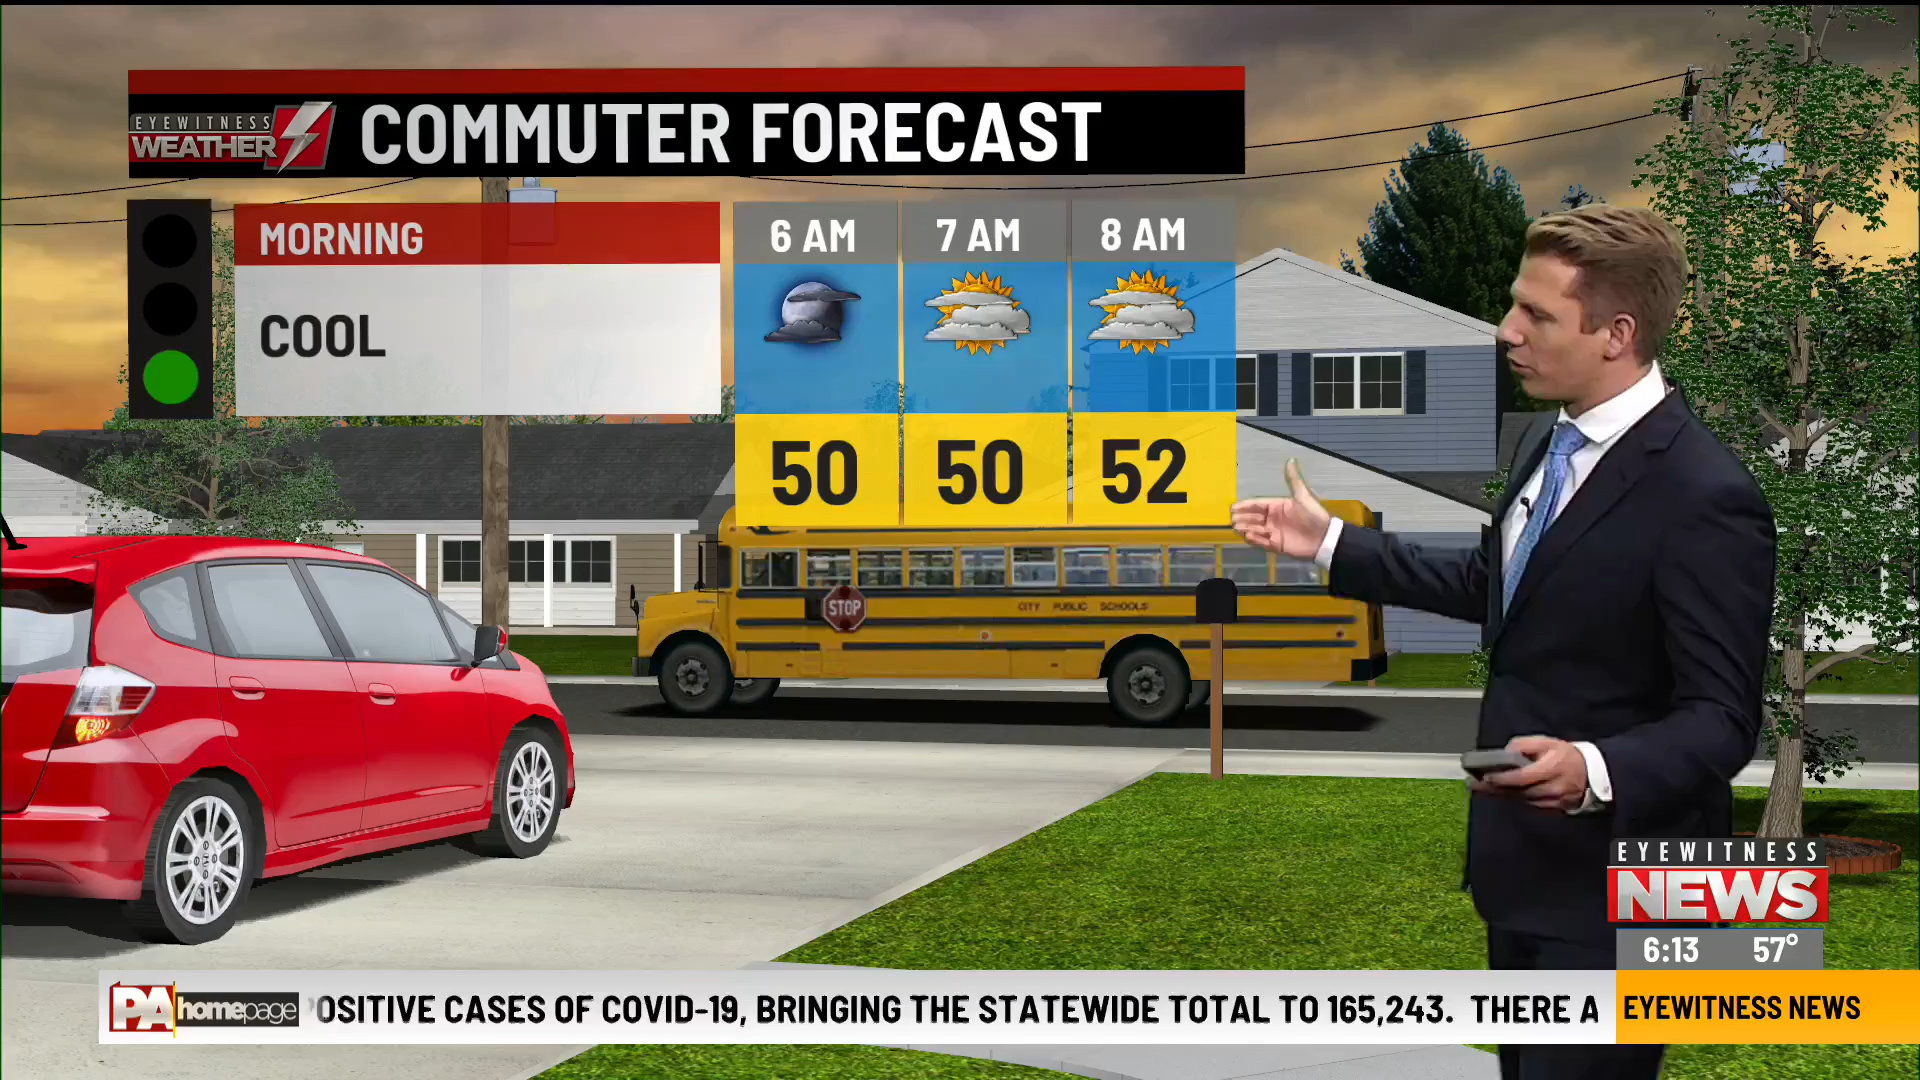 EYEWITNESS
WEATHER
COMMUTER FORECAST
MORNING
COOL
6 AM 7 AM 8 AM
50 50 52
STOP
CITY PUBLIC SCHOOLS
EYEWITNESS
NEWS
6:13 57°
PA homepage
OSITIVE CASES OF COVID-19, BRINGING THE STATEWIDE TOTAL TO 165,243. THERE A
EYEWITNESS NEWS